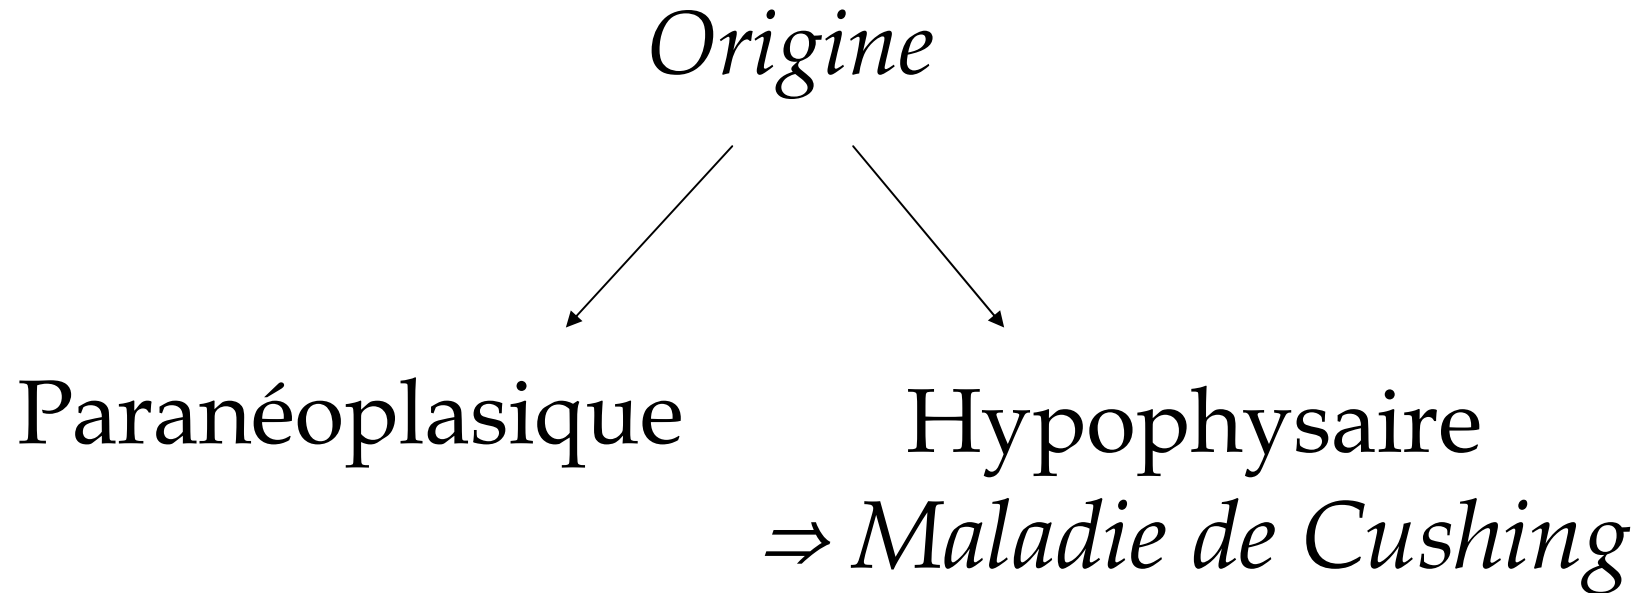 Origine
Paranéoplasique
Hypophysaire
⇒ Maladie de Cushing